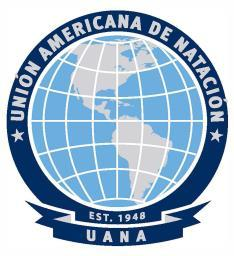 UNIÓN AMERICANA DE NATACIÓN
EST. 1948
UANA